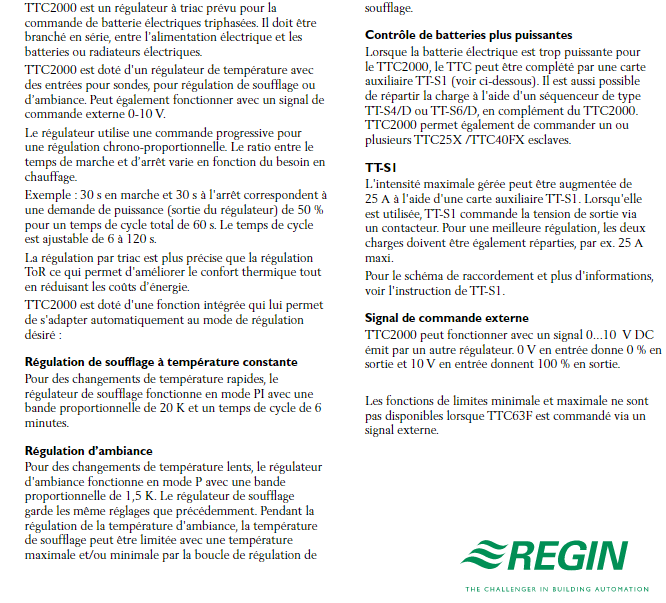 TTC2000 est un régulateur à triac prévu pour la
commande de batterie électriques triphasées. Il doit être
branché en série, entre l'alimentation électrique et les
batteries ou radiateurs électriques.
TTC2000 est doté d'un régulateur de température avec
des entrées pour sondes, pour régulation de soufflage ou
d'ambiance. Peut également fonctionner avec un signal de
commande externe 0-10 V.
Le régulateur utilise une commande progressive pour
une régulation chrono-proportionnelle. Le ratio entre le
temps de marche et d'arrêt varie en fonction du besoin en
chauffage.
Exemple : 30 s en marche et 30 s à l'arrêt correspondent à
une demande de puissance (sortie du régulateur) de 50 %
pour un temps de cycle total de 60 s. Le temps de cycle
est ajustable de 6 à 120 s.
La régulation par triac est plus précise que la régulation
ToR ce qui permet d'améliorer le confort thermique tout
en réduisant les coûts d'énergie.
TTC2000 est doté d'une fonction intégrée qui lui permet
de s'adapter automatiquement au mode de régulation
désiré :
Régulation de soufflage à température constante
Pour des changements de température rapides, le
régulateur de soufflage fonctionne en mode PI avec une
bande proportionnelle de 20 K et un temps de cycle de 6
minutes.
Régulation d'ambiance
Pour des changements de température lents, le régulateur
d'ambiance fonctionne en mode P avec une bande
proportionnelle de 1,5 K. Le régulateur de soufflage
garde les même réglages que précédemment. Pendant la
régulation de la température d'ambiance, la température
de soufflage peut être limitée avec une température
maximale et/ou minimale par la boucle de régulation de
soufflage.
Contrôle de batteries plus puissantes
Lorsque la batterie électrique est trop puissante pour
le TTC2000, le TTC peut être complété par une carte
auxiliaire TT-S1 (voir ci-dessous). Il est aussi possible
de répartir la charge à l'aide d'un séquenceur de type
TT-S4/D ou TT-S6/D, en complément du TTC2000.
TTC2000 permet également de commander un ou
plusieurs TTC25X /TTC40FX esclaves.
TT-S1
L'intensité maximale gérée peut être augmentée de
25 A à l'aide d'une carte auxiliaire TT-S1. Lorsqu'elle
est utilisée, TT-S1 commande la tension de sortie via
un contacteur. Pour une meilleure régulation, les deux
charges doivent être également réparties, par ex. 25 A
maxi.
Pour le schéma de raccordement et plus d'informations,
voir l'instruction de TT-S1.
Signal de commande externe
TTC2000 peut fonctionner avec un signal 0...10 V DC
émit par un autre régulateur. 0 V en entrée donne 0 % en
sortie et 10 V en entrée donnent 100 % en sortie.
Les fonctions de limites minimale et maximale ne sont
pas disponibles lorsque TTC63F est commandé via un
signal externe.
REGIN
THE CHALLENGER IN BUILDING AUTOMATION